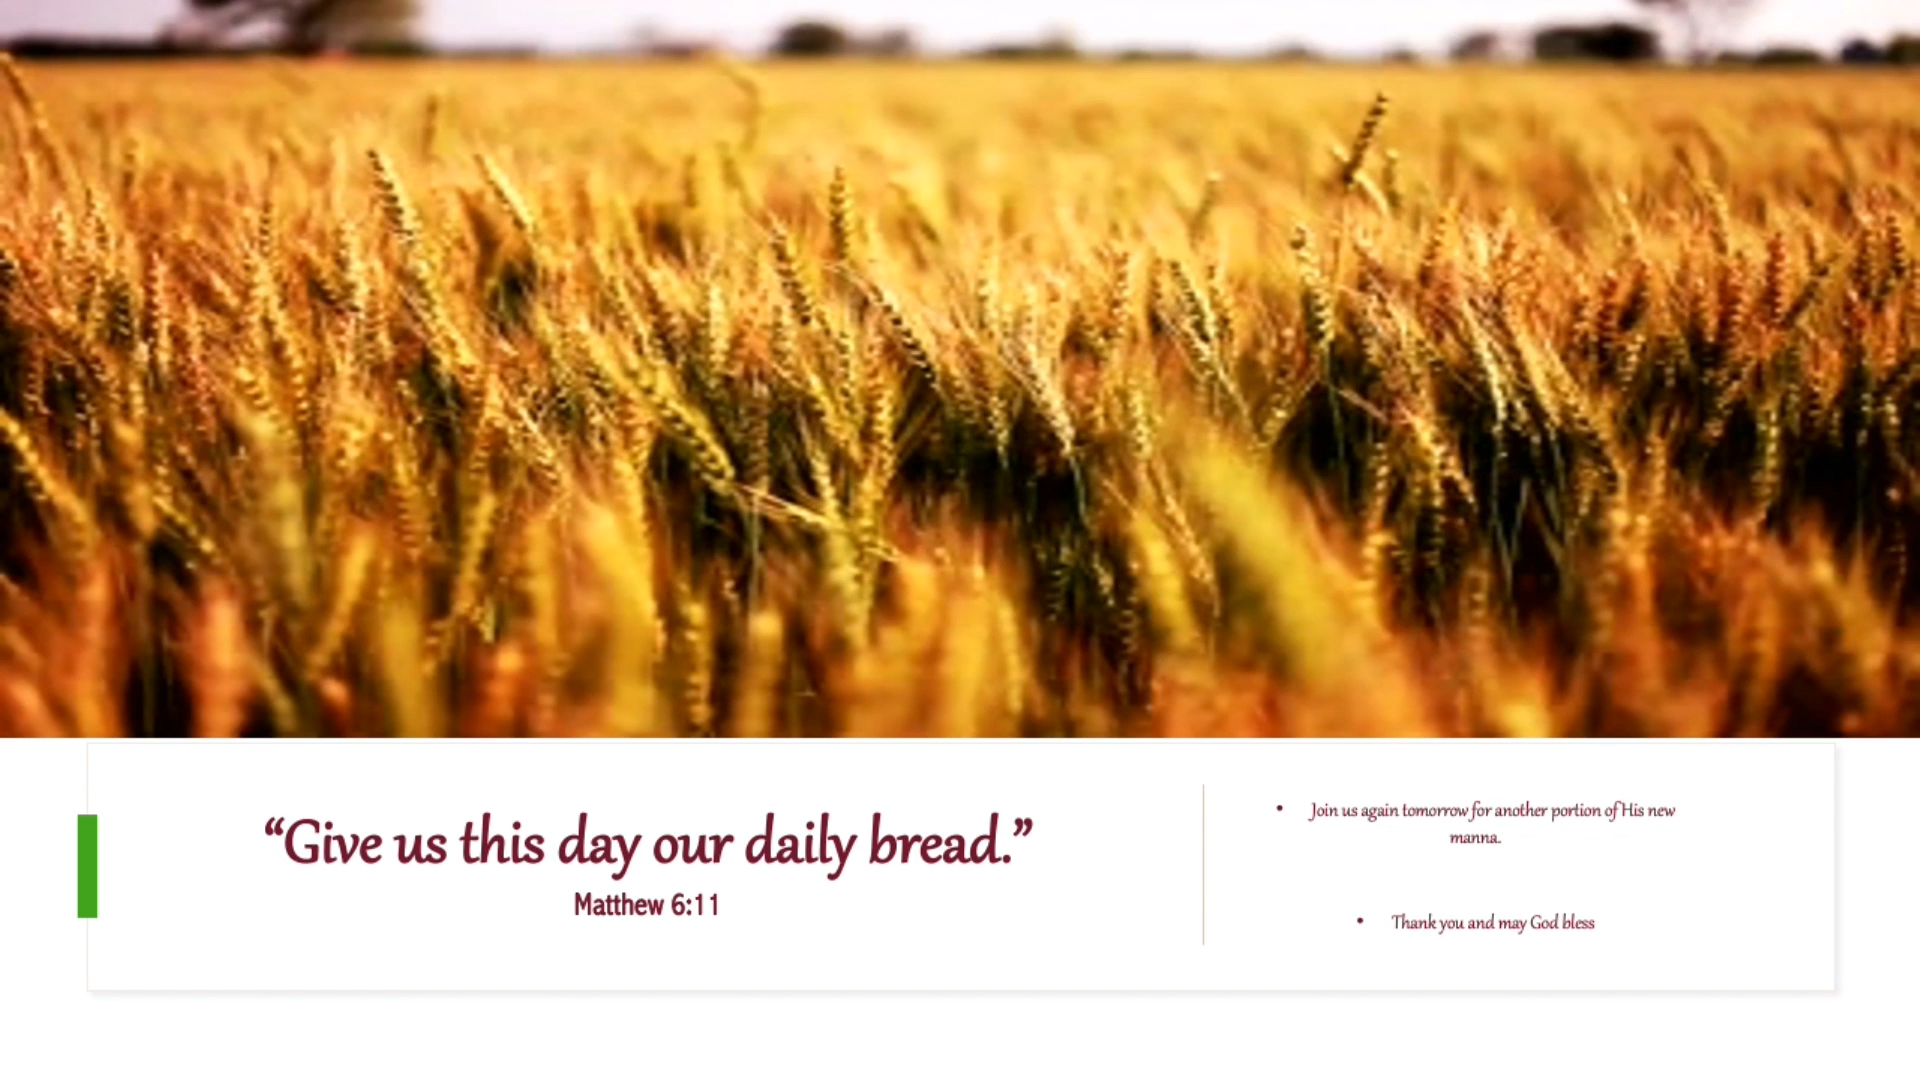 “Give us this day our daily bread.”
Matthew 6:11
• Join us again tomorrow for another portion of His new
manna.
• Thank you and may God bless